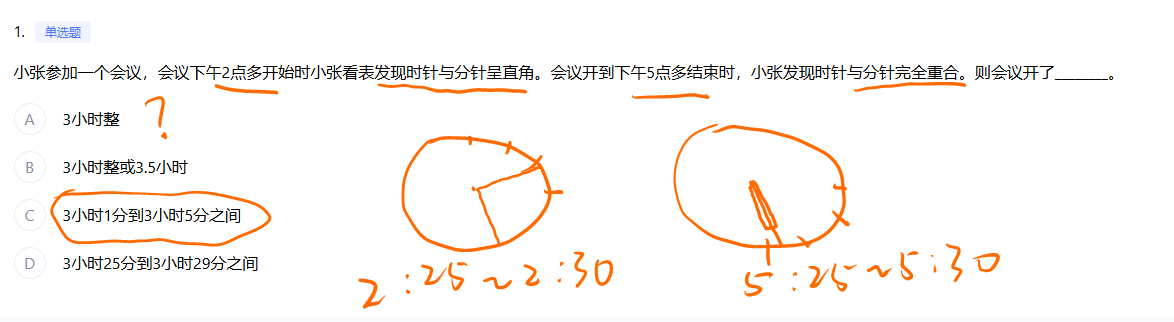 1. 单选题
小张参加一个会议，会议下午2点多开始时小张看表发现时针与分针呈直角。会议开到下午5点多结束时，小张发现时针与分针完全重合。则会议开了________。
A 3小时整 ?
B 3小时整或3.5小时
C 3小时1分到3小时5分之间
D 3小时25分到3小时29分之间
2:25~2:30
5:25~5:30